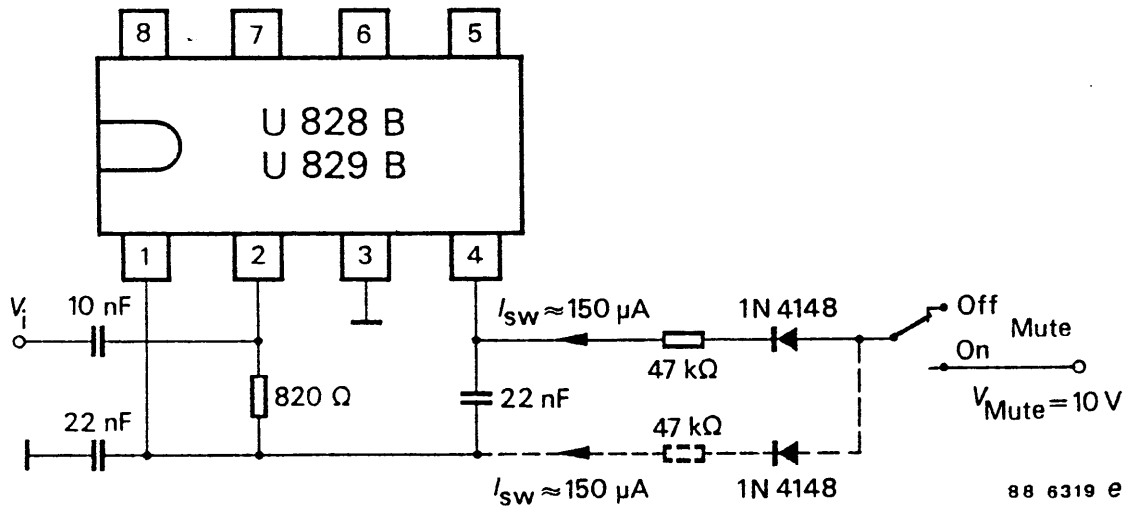 8 7 6 5
U 828 B
U 829 B
1 2 3 4
Vi 10 nF
Isw ≈ 150 µA 1N 4148 Off
Mute
On
47 kΩ
820 Ω 22 nF
VMute = 10 V
22 nF 47 kΩ
Isw ≈ 150 µA 1N 4148
88 6319 e